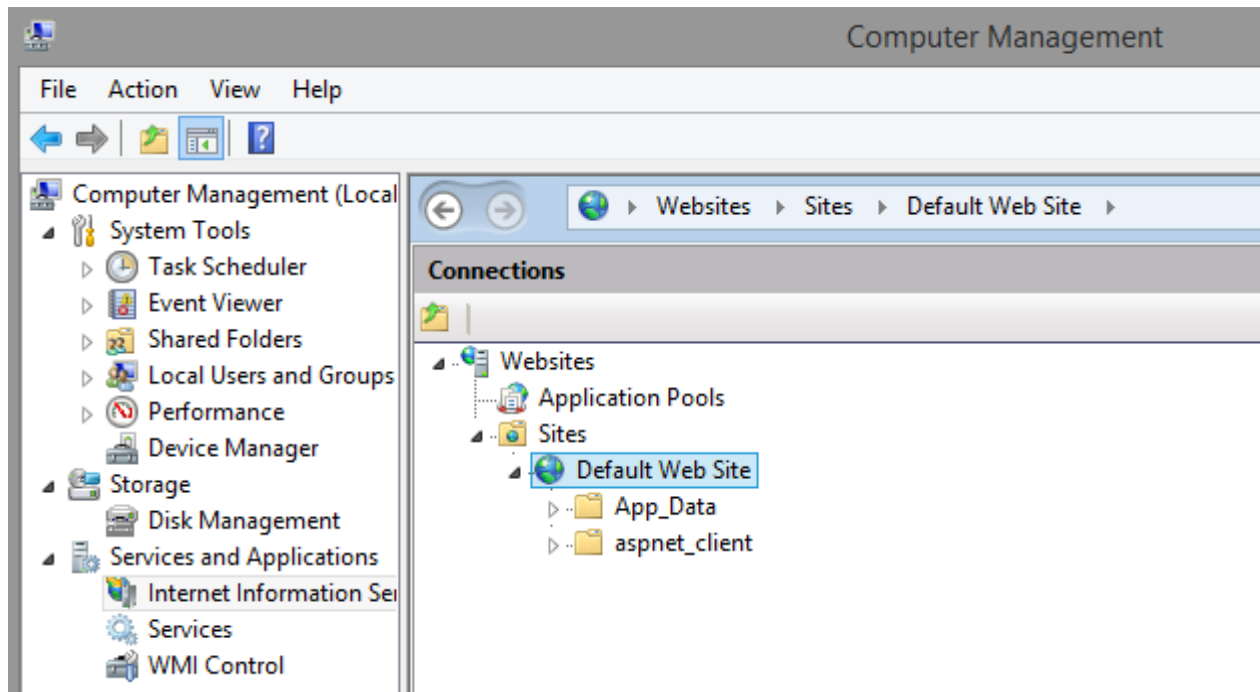 Computer Management
File Action View Help
Computer Management (Local
System Tools
Task Scheduler
Event Viewer
Shared Folders
Local Users and Groups
Performance
Device Manager
Storage
Disk Management
Services and Applications
Internet Information Ser
Services
WMI Control
Websites Sites Default Web Site
Connections
Websites
Application Pools
Sites
Default Web Site
App_Data
aspnet_client